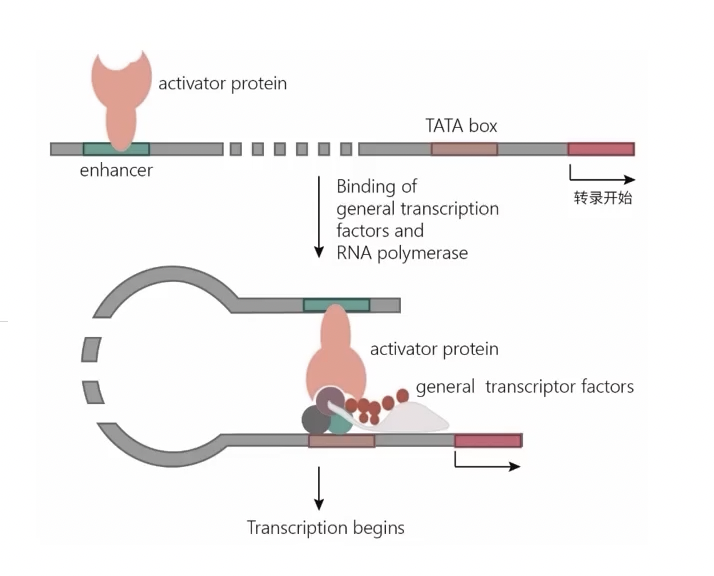 activator protein
TATA box
enhancer
转录开始
Binding of
general transcription
factors and
RNA polymerase
activator protein
general transcriptor factors
Transcription begins